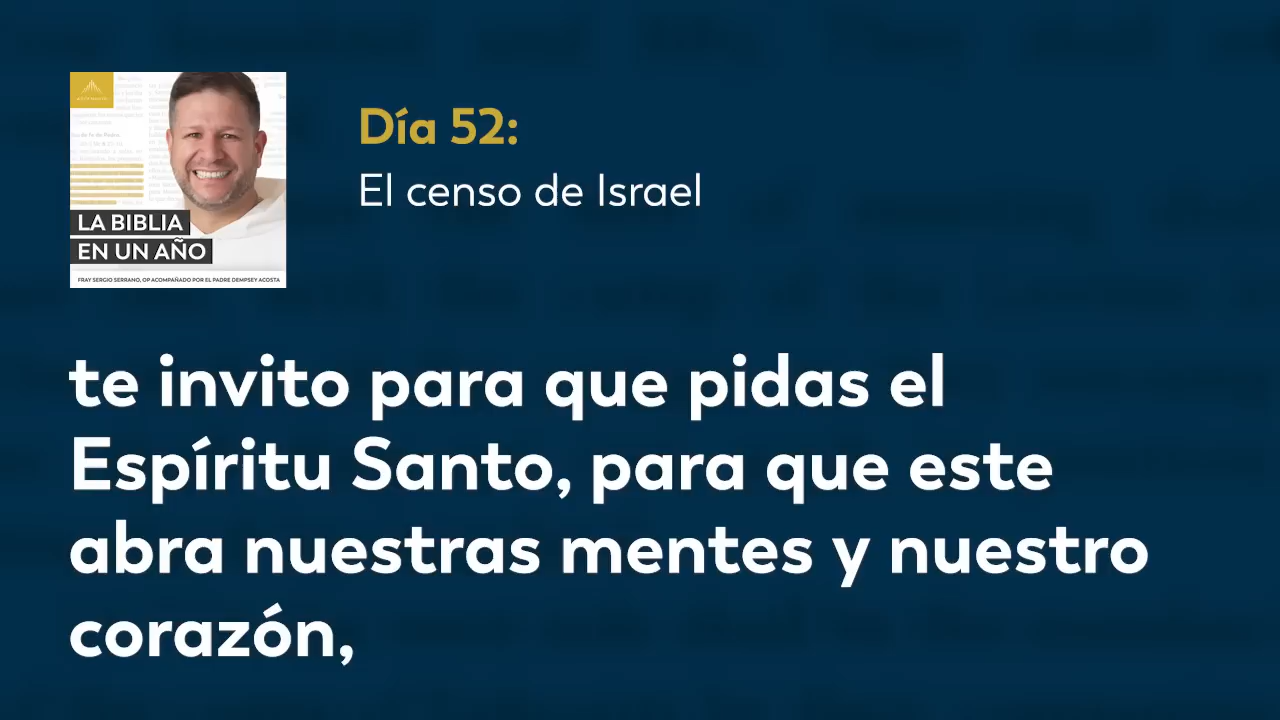 Día 52:
El censo de Israel
LA BIBLIA
EN UN AÑO
FRAY SERGIO SERRANO, OP ACOMPAÑADO POR EL PADRE DEMPSEY ACOSTA
te invito para que pidas el
Espíritu Santo, para que este
abra nuestras mentes y nuestro
corazón,